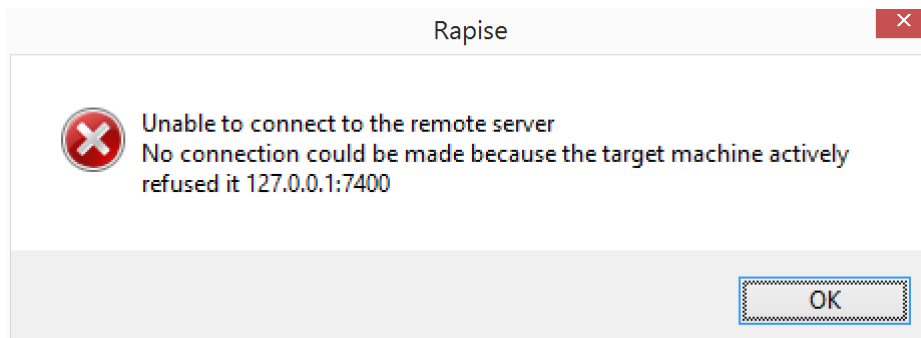 Rapise
Unable to connect to the remote server
No connection could be made because the target machine actively
refused it 127.0.0.1:7400
OK